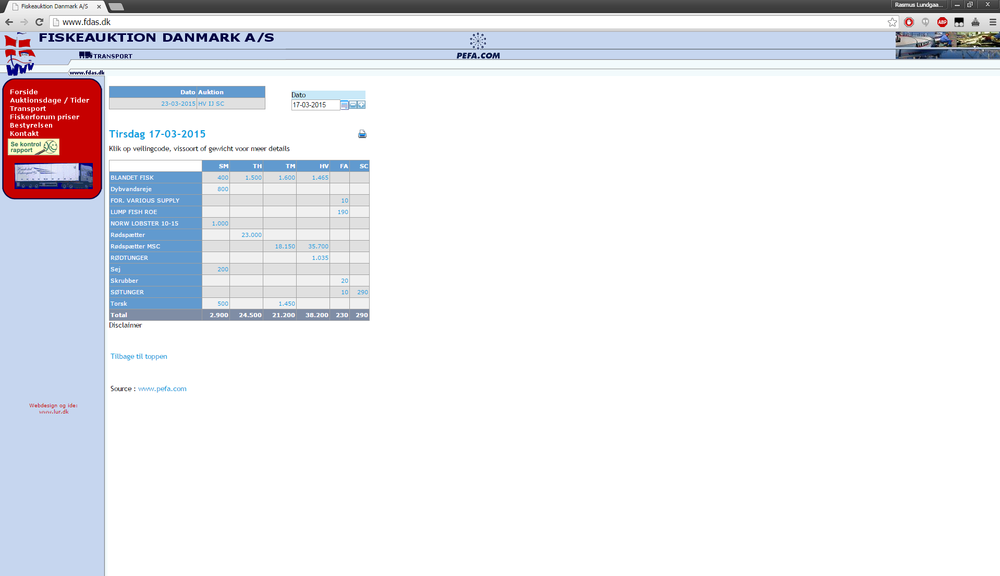 Fiskeauktion Danmark A/S
Rasmus Lundgaa...
www.fdas.dk
ABP
FISKEAUKTION DANMARK A/S
TRANSPORT
PEFA.COM
www
www.fdas.dk
Forside
Auktionsdage / Tider
Transport
Fiskerforum priser
Bestyrelsen
Kontakt
Se kontrol
rapport
Dato Auktion
23-03-2015 HV IJ SC
Dato
17-03-2015
Tirsdag 17-03-2015
Klik op veilingcode, vissoort of gewicht voor meer details
SM TH TM HV FA SC
BLANDET FISK 400 1.500 1.600 1.465
Dybvandsreje 800
FOR. VARIOUS SUPPLY 10
LUMP FISH ROE 190
NORW LOBSTER 10-15 1.000
Rødspætter 23.000
Rødspætter MSC 18.150 35.700
RØDTUNGER 1.035
Sej 200
Skrubber 20
SØTUNGER 10 290
Torsk 500 1.450
Total 2.900 24.500 21.200 38.200 230 290
Disclaimer
Tilbage til toppen
Source : www.pefa.com
Webdesign og ide:
www.lur.dk